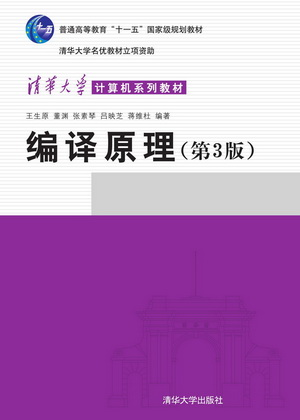 十一五
普通高等教育“十一五”国家级规划教材
清华大学名优教材立项资助
清华大学 计算机系列教材
王生原 董渊 张素琴 吕映芝 蒋维杜 编著
编译原理（第3版）
清华大学出版社